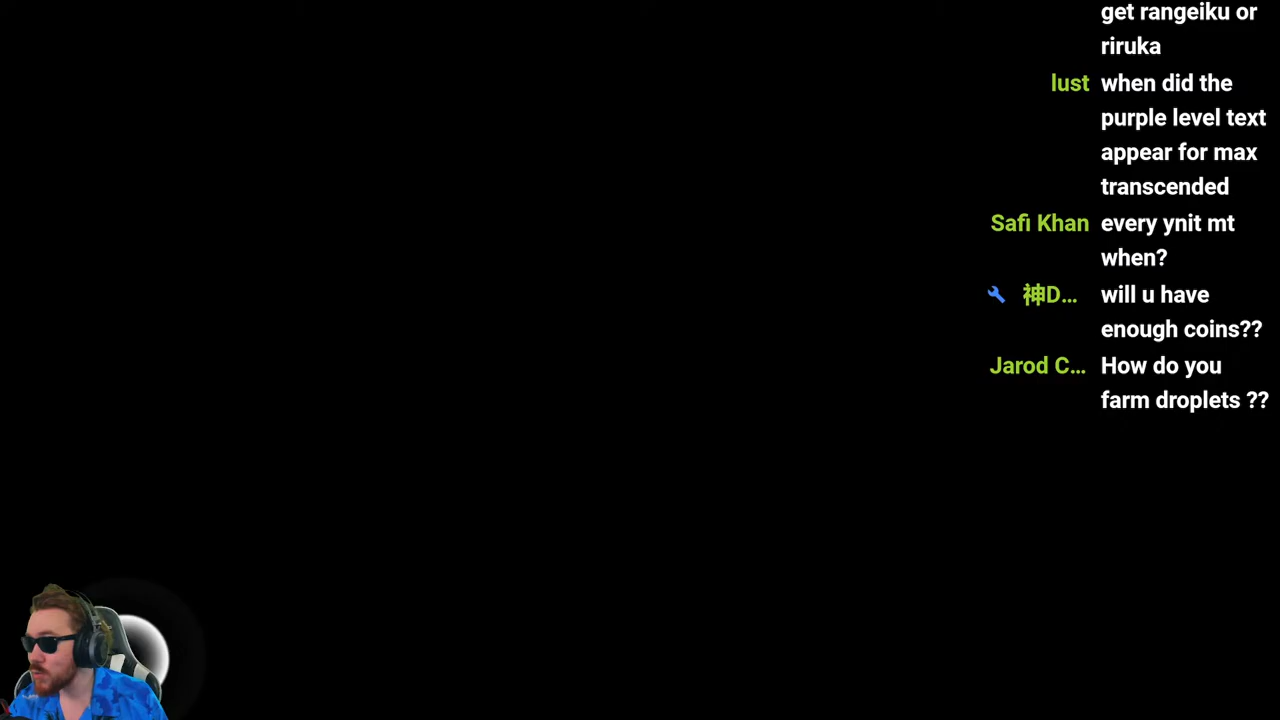 get rangeiku or
riruka
lust when did the
purple level text
appear for max
transcended
Safi Khan every ynit mt
when?
神D... will u have
enough coins??
Jarod C... How do you
farm droplets ??